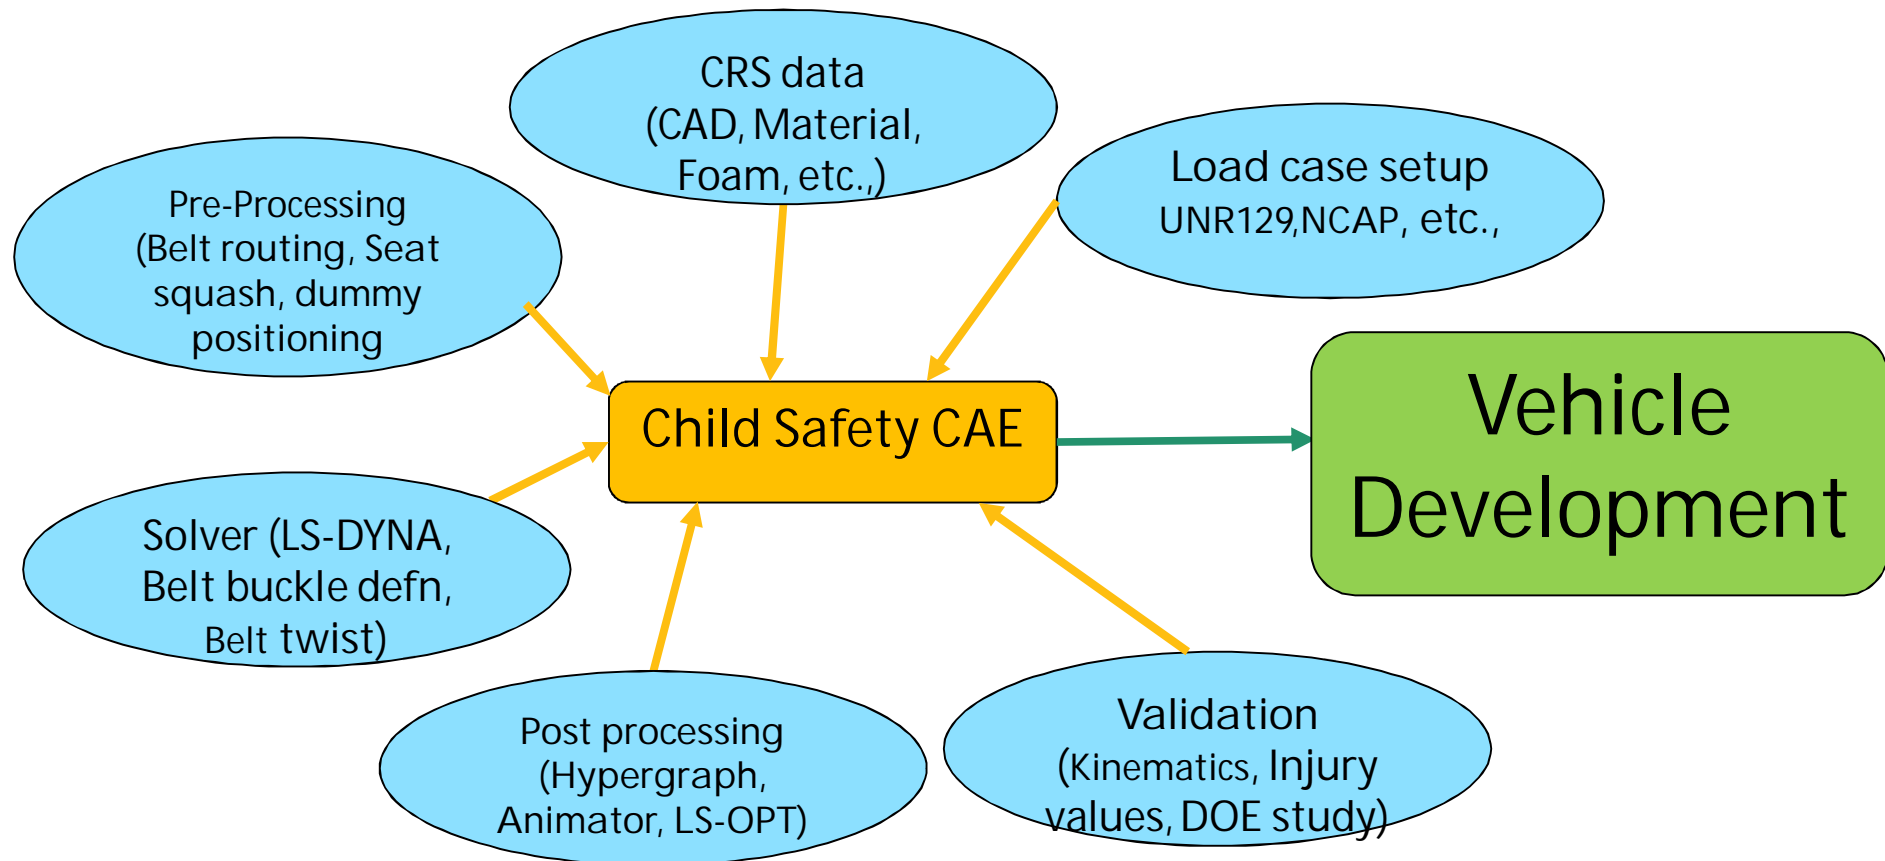 CRS data
(CAD, Material,
Foam, etc.,)
Load case setup
UNR129,NCAP, etc.,
Pre-Processing
(Belt routing, Seat
squash, dummy
positioning
Child Safety CAE
Vehicle
Development
Solver (LS-DYNA,
Belt buckle defn,
Belt twist)
Post processing
(Hypergraph,
Animator, LS-OPT)
Validation
(Kinematics, Injury
values, DOE study)